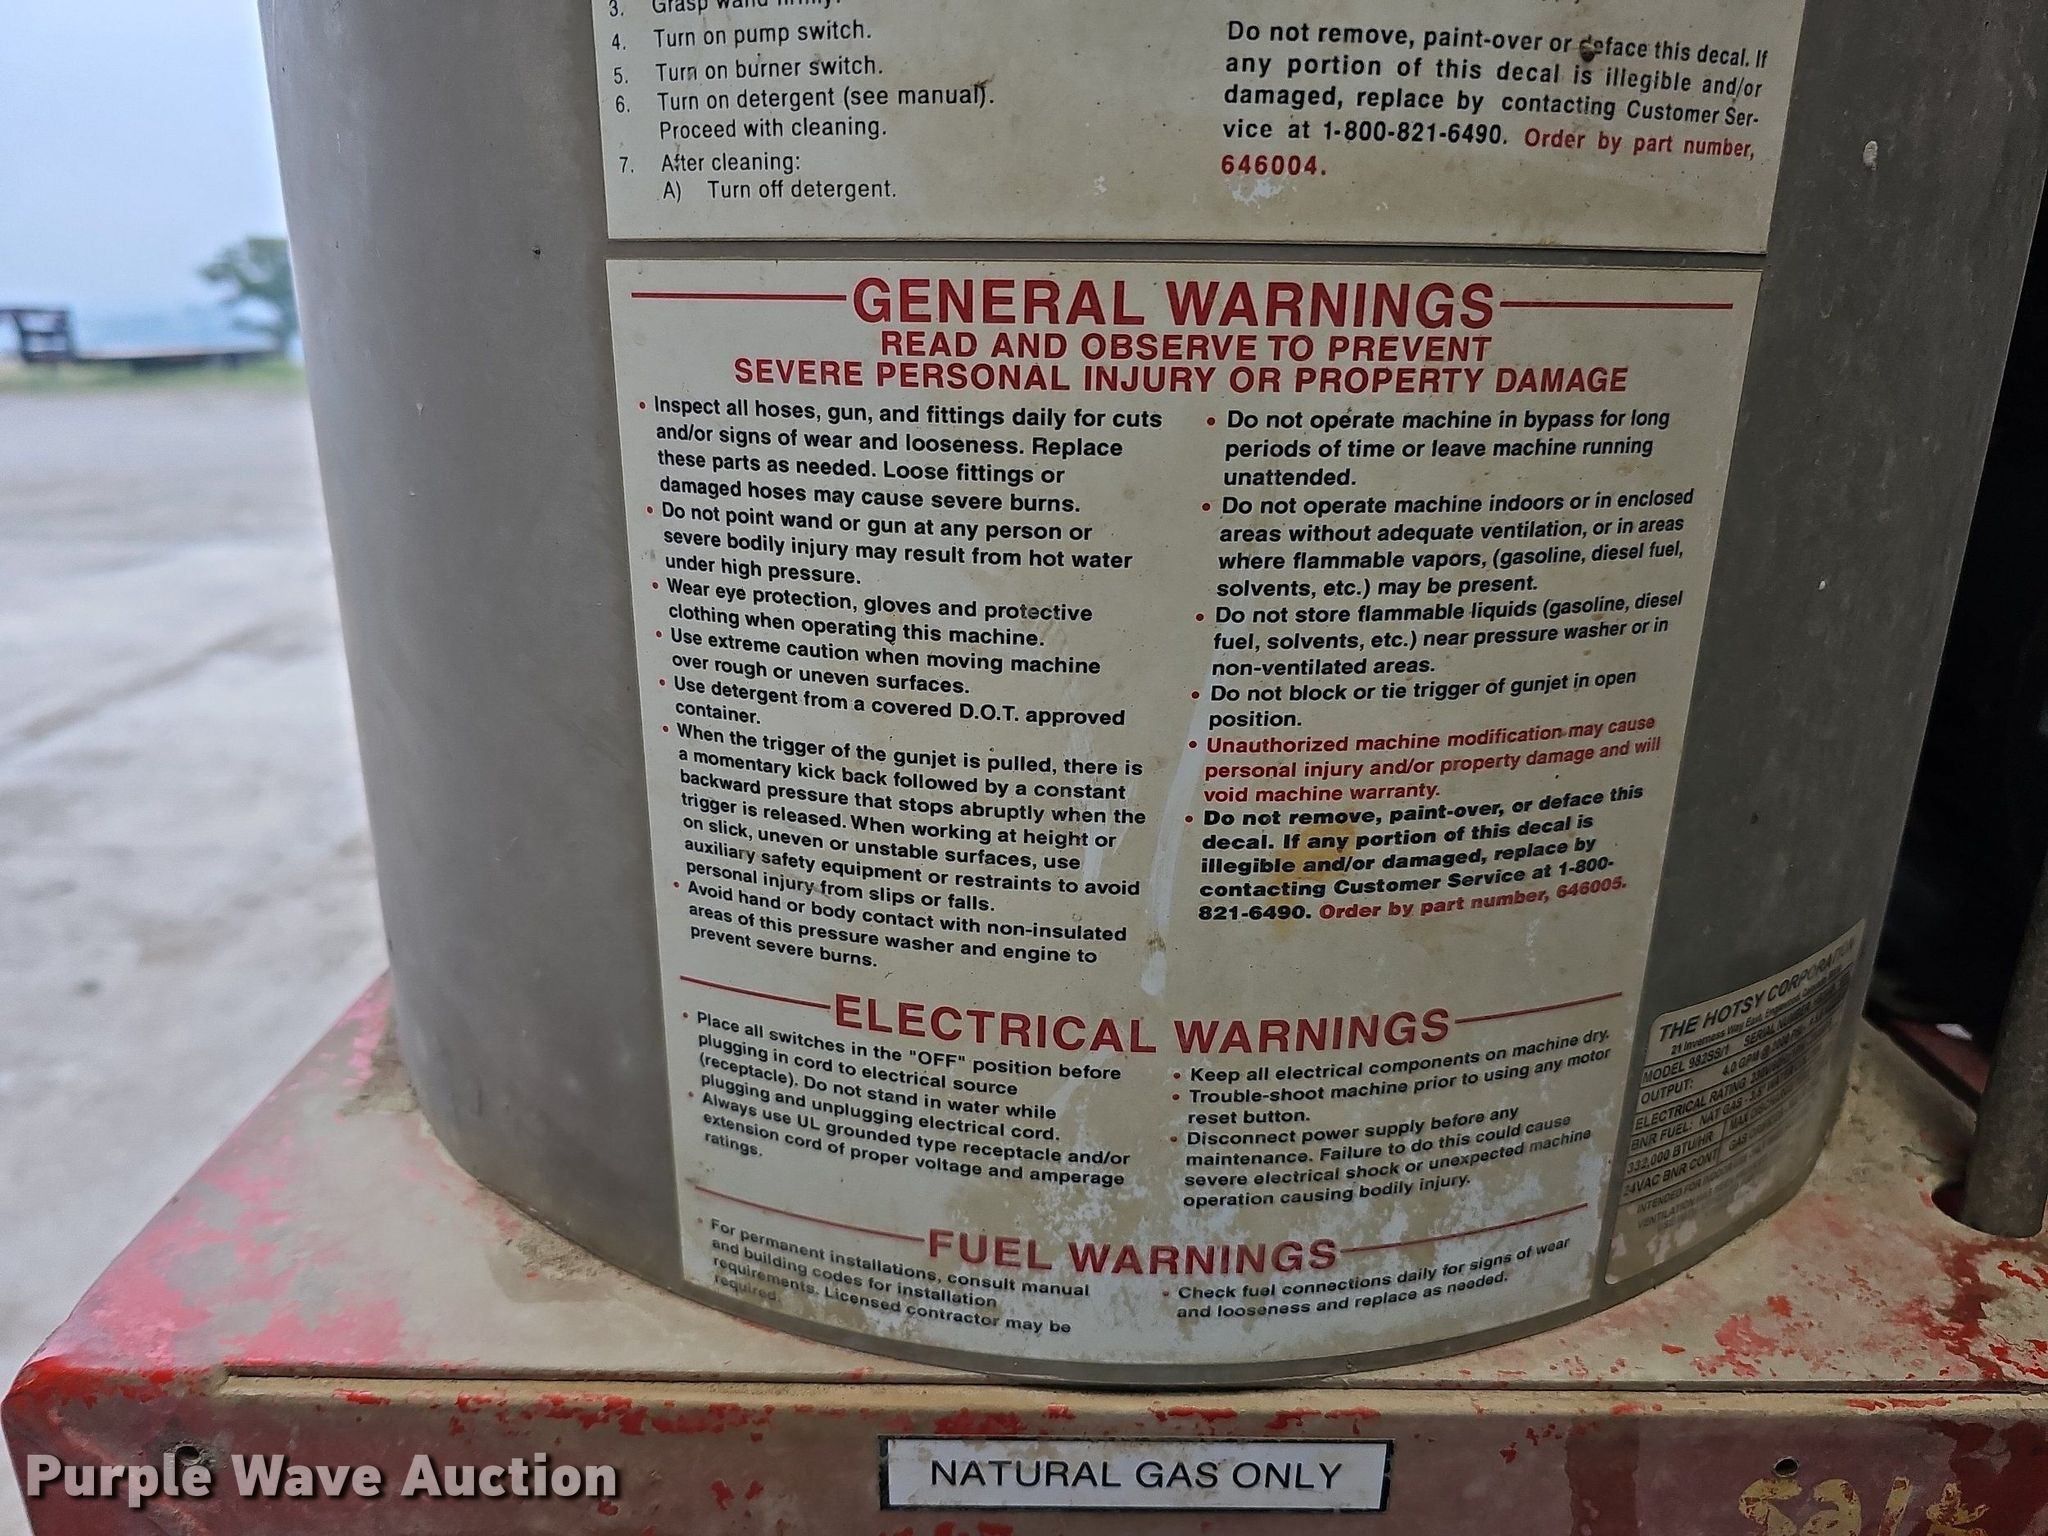 3. Grasp wand firmly.
4. Turn on pump switch.
5. Turn on burner switch.
6. Turn on detergent (see manual).
Proceed with cleaning.
7. After cleaning:
A) Turn off detergent.
Do not remove, paint-over or deface this decal. If
any portion of this decal is illegible and/or
damaged, replace by contacting Customer Ser-
vice at 1-800-821-6490. Order by part number,
646004.
GENERAL WARNINGS
READ AND OBSERVE TO PREVENT
SEVERE PERSONAL INJURY OR PROPERTY DAMAGE
• Inspect all hoses, gun, and fittings daily for cuts
and/or signs of wear and looseness. Replace
these parts as needed. Loose fittings or
damaged hoses may cause severe burns.
• Do not point wand or gun at any person or
severe bodily injury may result from hot water
under high pressure.
• Wear eye protection, gloves and protective
clothing when operating this machine.
• Use extreme caution when moving machine
over rough or uneven surfaces.
• Use detergent from a covered D.O.T. approved
container.
• When the trigger of the gunjet is pulled, there is
a momentary kick back followed by a constant
backward pressure that stops abruptly when the
trigger is released. When working at height or
on slick, uneven or unstable surfaces, use
auxiliary safety equipment or restraints to avoid
personal injury from slips or falls.
• Avoid hand or body contact with non-insulated
areas of this pressure washer and engine to
prevent severe burns.
• Do not operate machine in bypass for long
periods of time or leave machine running
unattended.
• Do not operate machine indoors or in enclosed
areas without adequate ventilation, or in areas
where flammable vapors, (gasoline, diesel fuel,
solvents, etc.) may be present.
• Do not store flammable liquids (gasoline, diesel
fuel, solvents, etc.) near pressure washer or in
non-ventilated areas.
• Do not block or tie trigger of gunjet in open
position.
• Unauthorized machine modification may cause
personal injury and/or property damage and will
void machine warranty.
• Do not remove, paint-over, or deface this
decal. If any portion of this decal is
illegible and/or damaged, replace by
contacting Customer Service at 1-800-
821-6490. Order by part number, 646005.
ELECTRICAL WARNINGS
• Place all switches in the "OFF" position before
plugging in cord to electrical source
(receptacle). Do not stand in water while
plugging and unplugging electrical cord.
• Always use UL grounded type receptacle and/or
extension cord of proper voltage and amperage
ratings.
• Keep all electrical components on machine dry.
• Trouble-shoot machine prior to using any motor
reset button.
• Disconnect power supply before any
maintenance. Failure to do this could cause
severe electrical shock or unexpected machine
operation causing bodily injury.
FUEL WARNINGS
• For permanent installations, consult manual
and building codes for installation
requirements. Licensed contractor may be
required.
• Check fuel connections daily for signs of wear
and looseness and replace as needed.
THE HOTSY CORPORATION
21 Inverness Way East, Englewood,
MODEL 982SS/1 SERIAL NUMBER
OUTPUT: 4.0 GPM @ 2000
ELECTRICAL RATING
BNR FUEL: NAT GAS
332,000 BTU/HR MAX
24VAC BNR CONT GAS
INTENDED FOR INDOOR
VENTILATION
NATURAL GAS ONLY
Purple Wave Auction